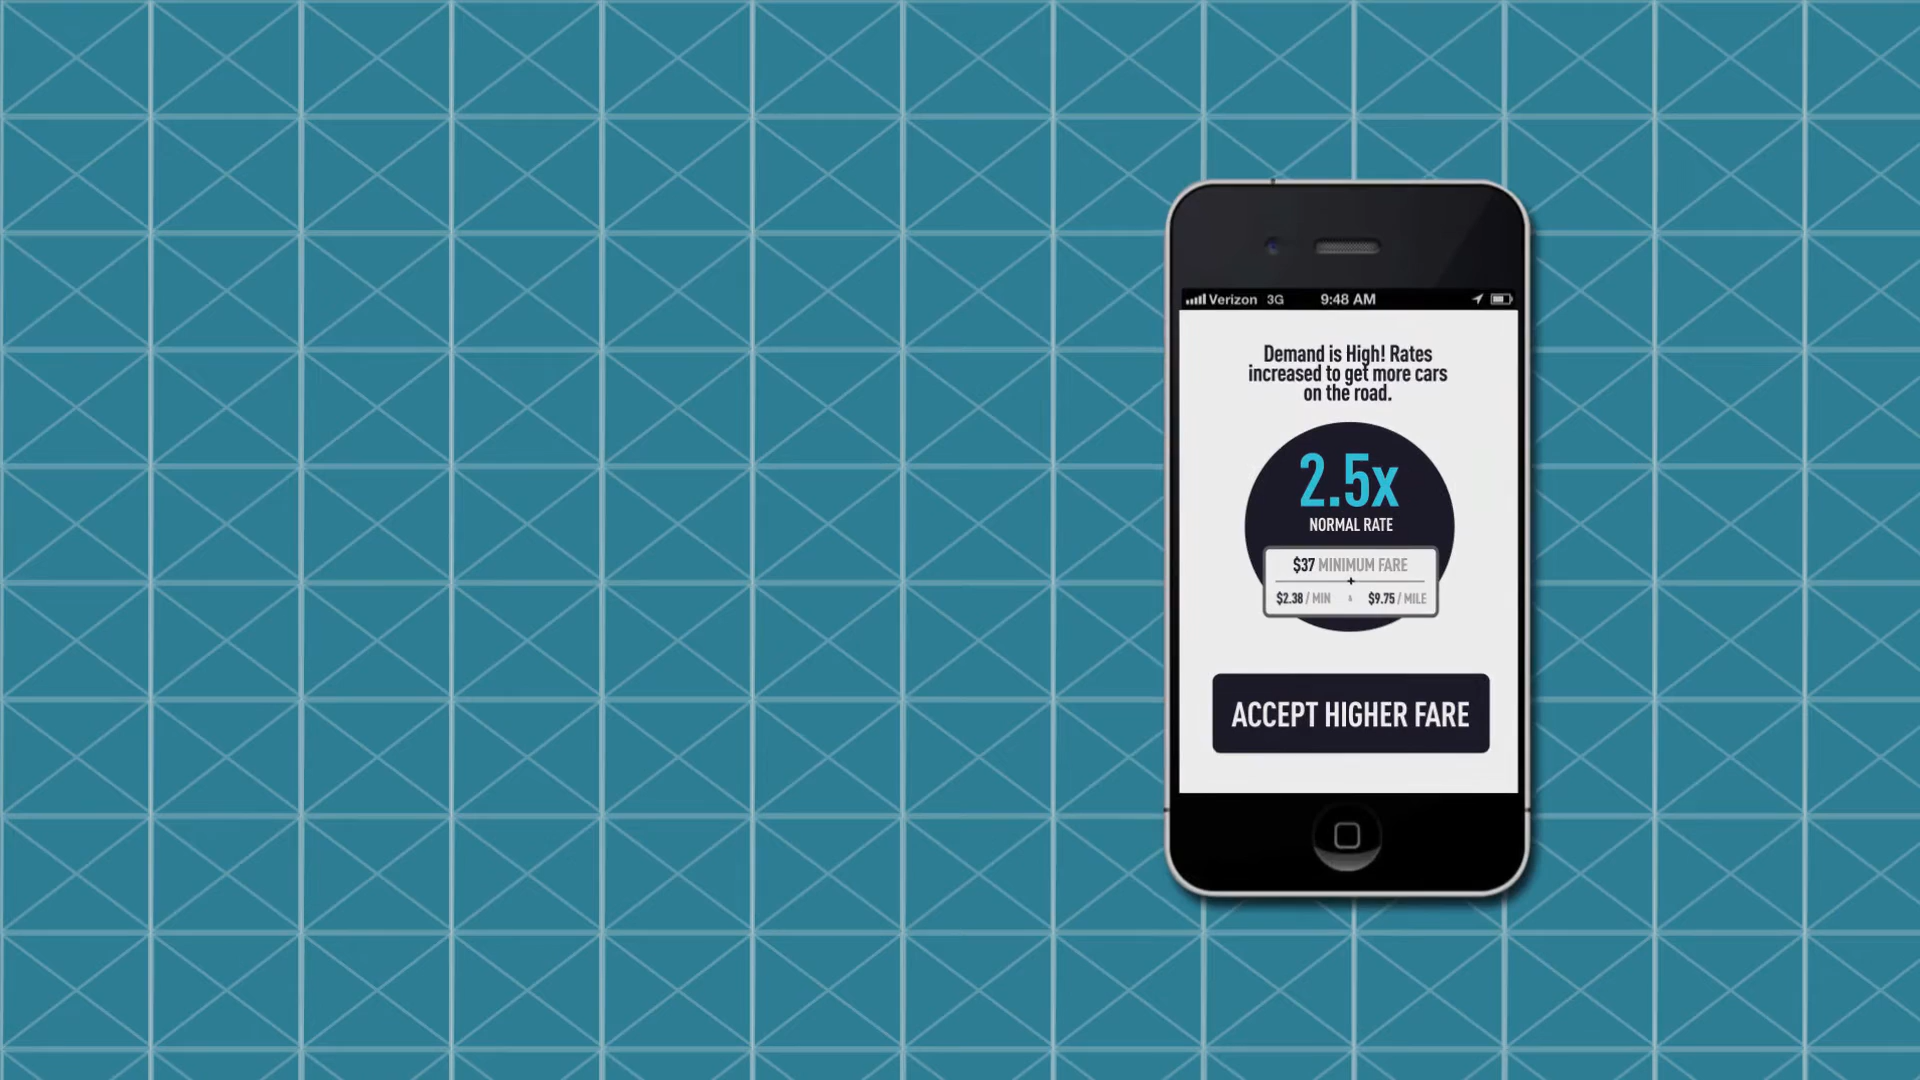 Verizon 3G 9:48 AM
Demand is High! Rates
increased to get more cars
on the road.
2.5x
NORMAL RATE
$37 MINIMUM FARE
+
$2.38 / MIN & $9.75 / MILE
ACCEPT HIGHER FARE